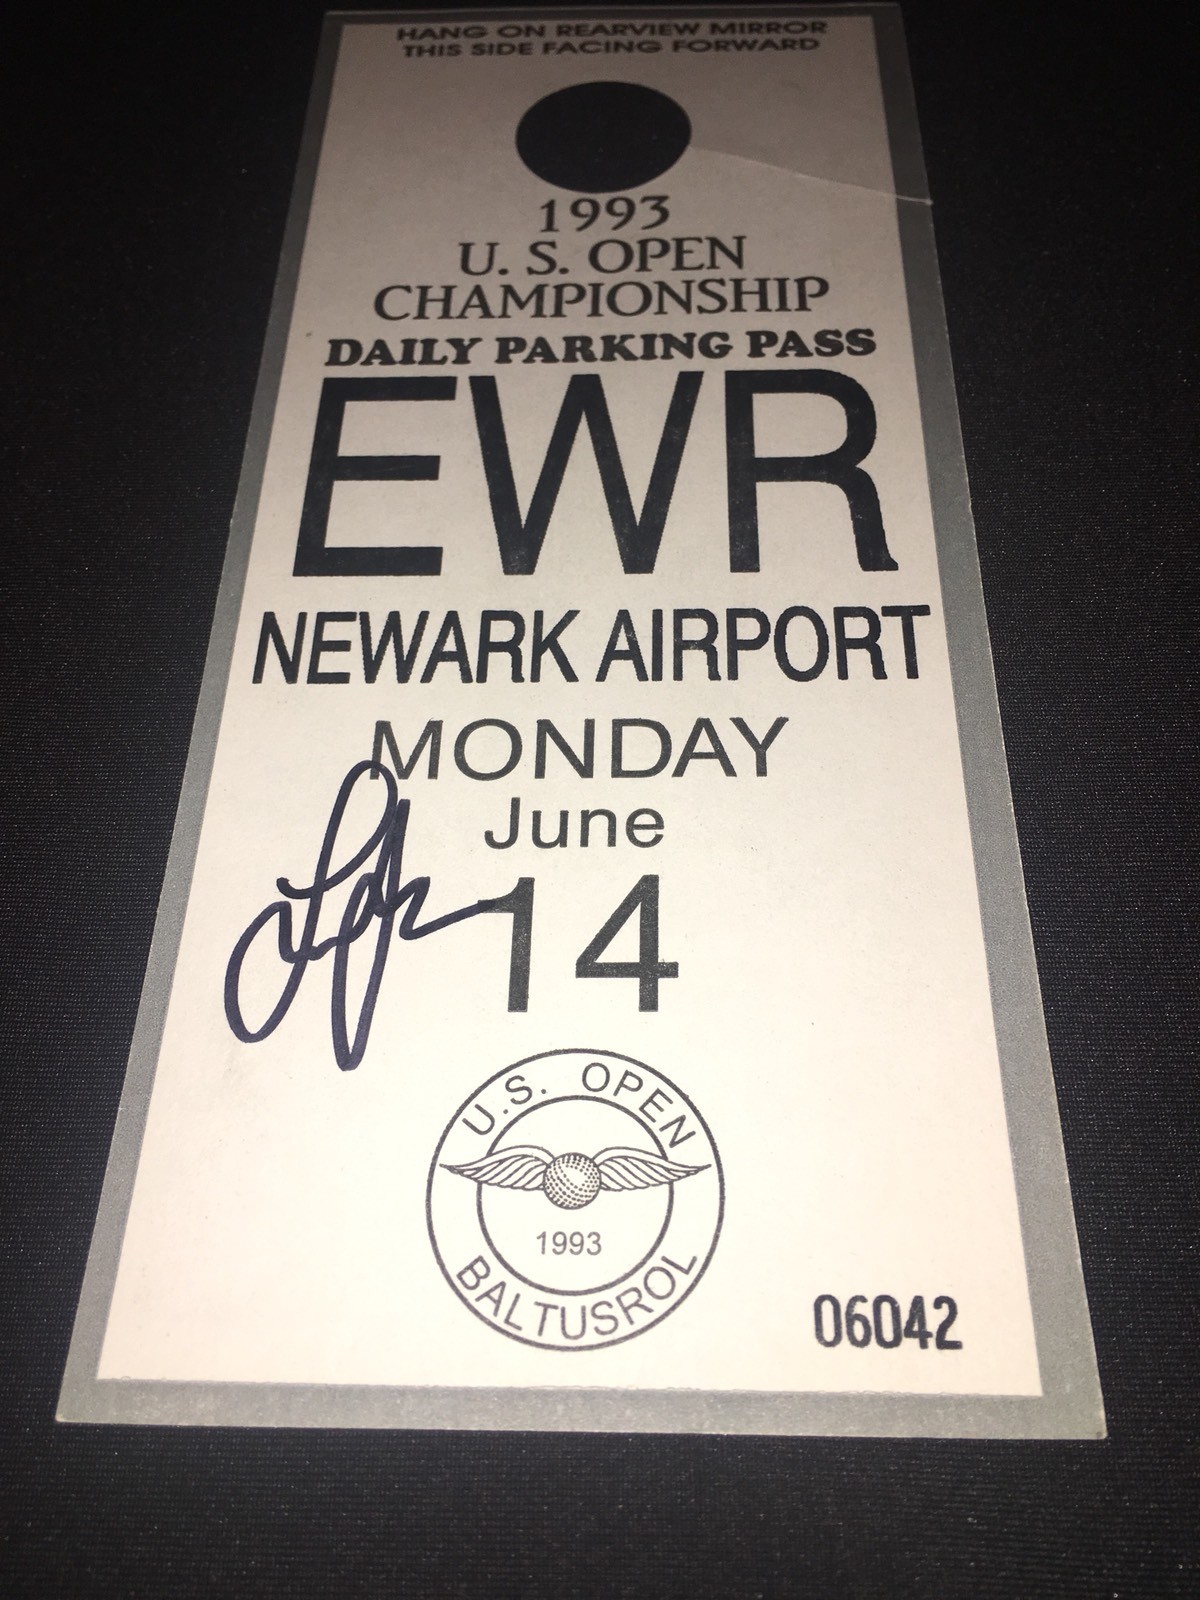 HANG ON REARVIEW MIRROR
THIS SIDE FACING FORWARD
1993
U. S. OPEN
CHAMPIONSHIP
DAILY PARKING PASS
EWR
NEWARK AIRPORT
MONDAY
June
14
U.S. OPEN
1993
BALTUSROL
06042